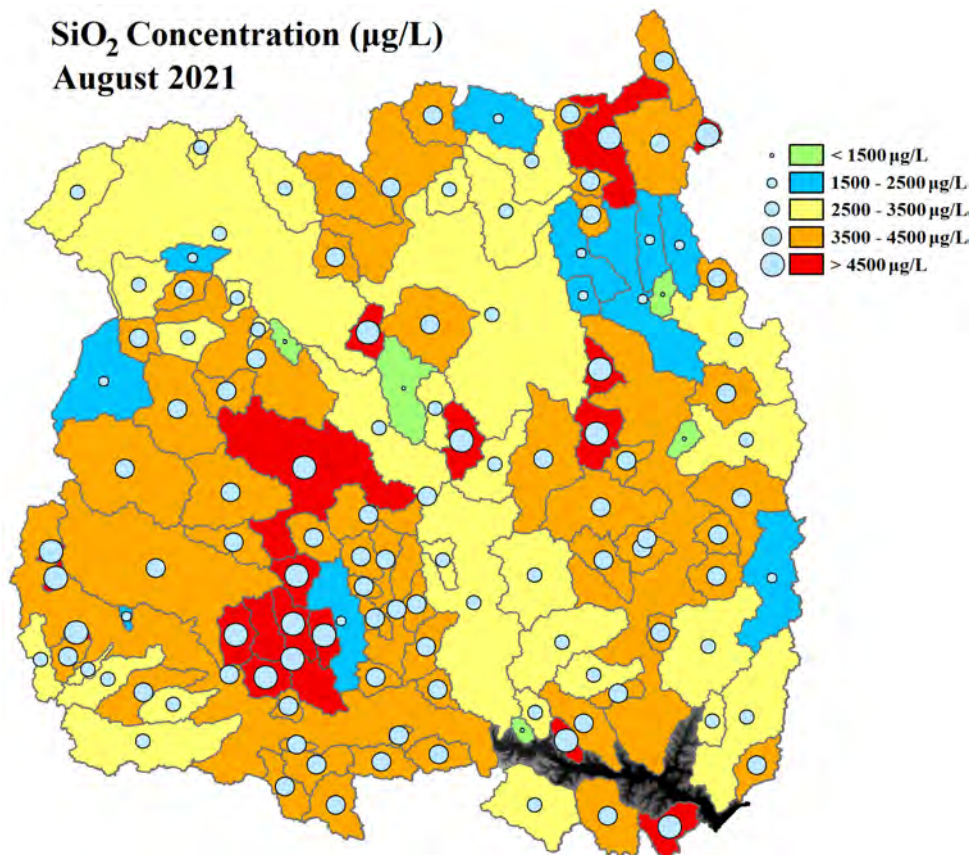 SiO₂ Concentration (µg/L)
August 2021
< 1500 µg/L
1500 - 2500 µg/L
2500 - 3500 µg/L
3500 - 4500 µg/L
> 4500 µg/L